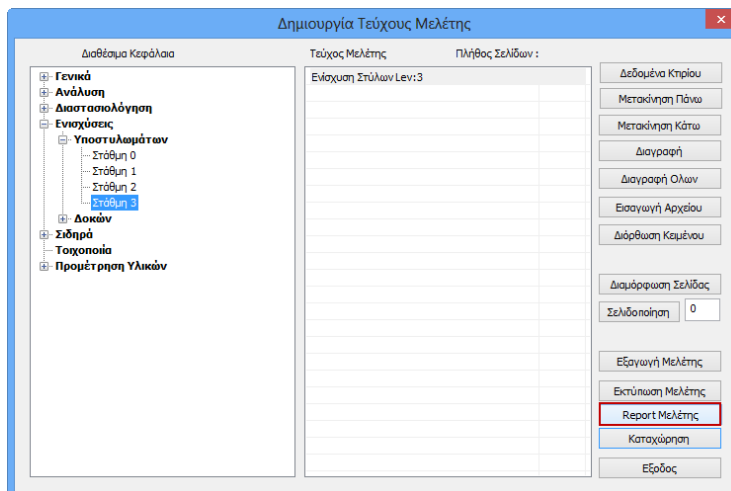 Δημιουργία Τεύχους Μελέτης
Διαθέσιμα Κεφάλαια
Γενικά
Ανάλυση
Διαστασιολόγηση
Ενισχύσεις
Υποστυλωμάτων
Στάθμη 0
Στάθμη 1
Στάθμη 2
Στάθμη 3
Δοκών
Σιδηρά
Τοιχοποιία
Προμέτρηση Υλικών
Τεύχος Μελέτης Πλήθος Σελίδων :
Ενίσχυση Στύλων Lev:3
Δεδομένα Κτιρίου
Μετακίνηση Πάνω
Μετακίνηση Κάτω
Διαγραφή
Διαγραφή Ολων
Εισαγωγή Αρχείου
Διόρθωση Κειμένου
Διαμόρφωση Σελίδας
Σελιδοποίηση 0
Εξαγωγή Μελέτης
Εκτύπωση Μελέτης
Report Μελέτης
Καταχώρηση
Εξοδος